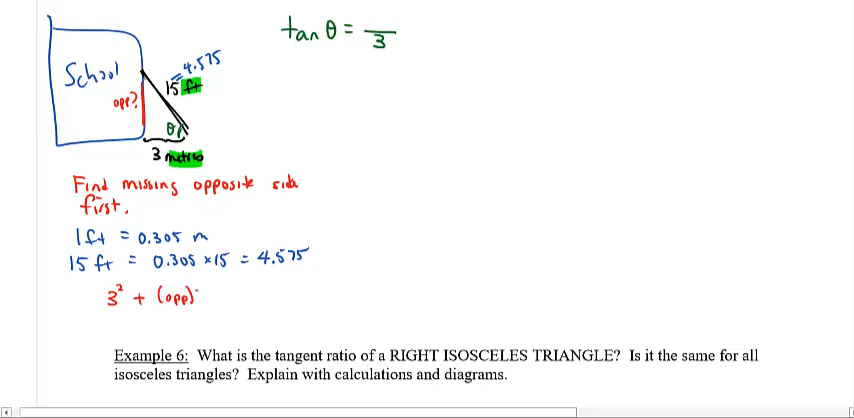 tan θ = /3
School
4.575
15 ft
opp?
θ
3 metres
Find missing opposite side
first.
1 ft = 0.305 m
15 ft = 0.305 × 15 = 4.575
3² + (opp)
Example 6: What is the tangent ratio of a RIGHT ISOSCELES TRIANGLE? Is it the same for all
isosceles triangles? Explain with calculations and diagrams.